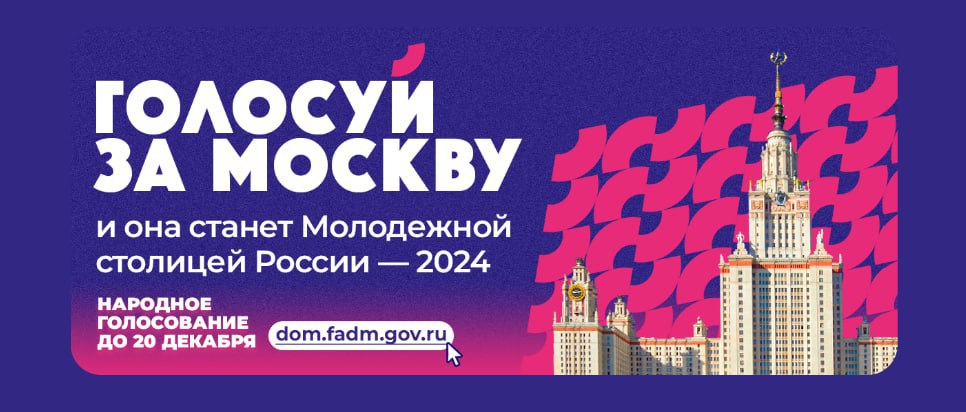 ГОЛОСУЙ
ЗА МОСКВУ
и она станет Молодежной
столицей России — 2024
НАРОДНОЕ
ГОЛОСОВАНИЕ
ДО 20 ДЕКАБРЯ
dom.fadm.gov.ru